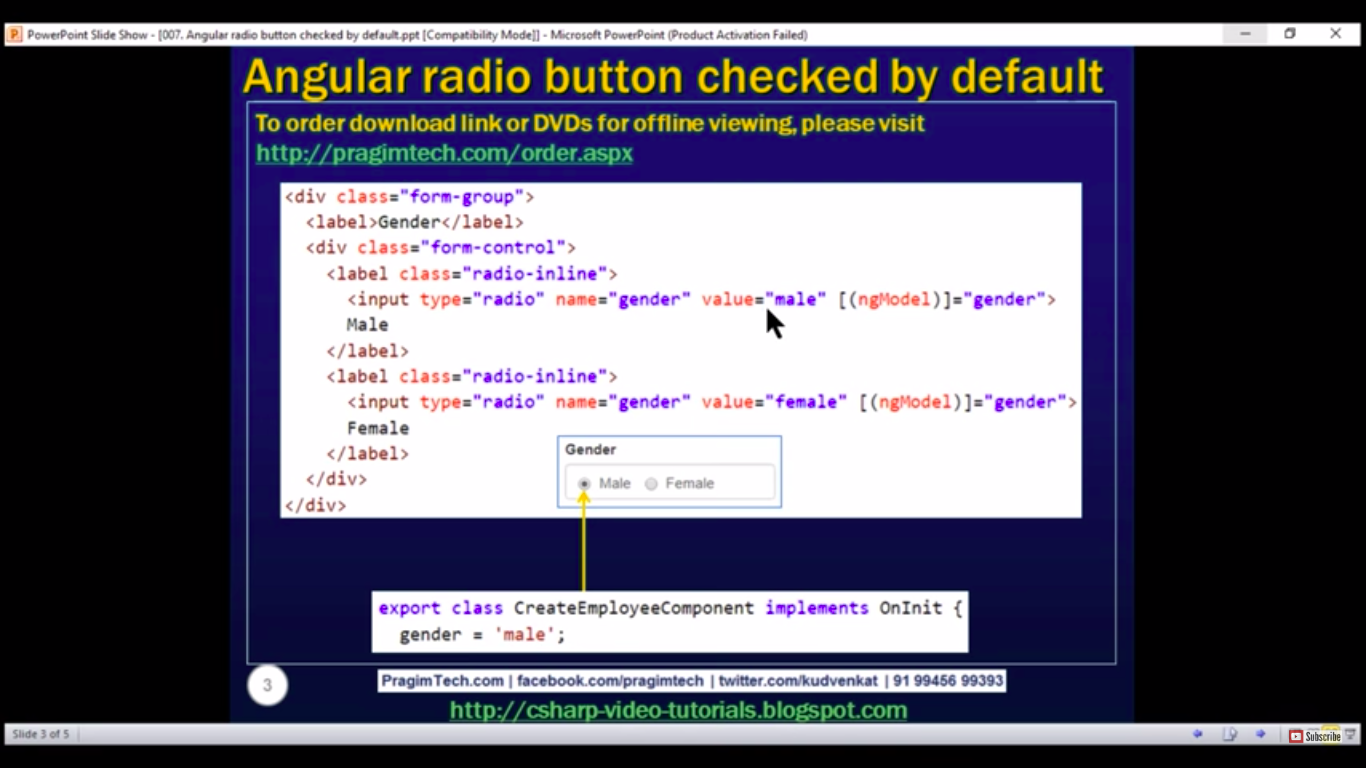 PowerPoint Slide Show - [007. Angular radio button checked by default.ppt [Compatibility Mode]] - Microsoft PowerPoint (Product Activation Failed)
Angular radio button checked by default
To order download link or DVDs for offline viewing, please visit
http://pragimtech.com/order.aspx
<div class="form-group">
<label>Gender</label>
<div class="form-control">
<label class="radio-inline">
<input type="radio" name="gender" value="male" [(ngModel)]="gender">
Male
</label>
<label class="radio-inline">
<input type="radio" name="gender" value="female" [(ngModel)]="gender">
Female
</label>
</div>
</div>
Gender
Male Female
export class CreateEmployeeComponent implements OnInit {
gender = 'male';
3
PragimTech.com | facebook.com/pragimtech | twitter.com/kudvenkat | 91 99456 99393
http://csharp-video-tutorials.blogspot.com
Slide 3 of 5
Subscribe